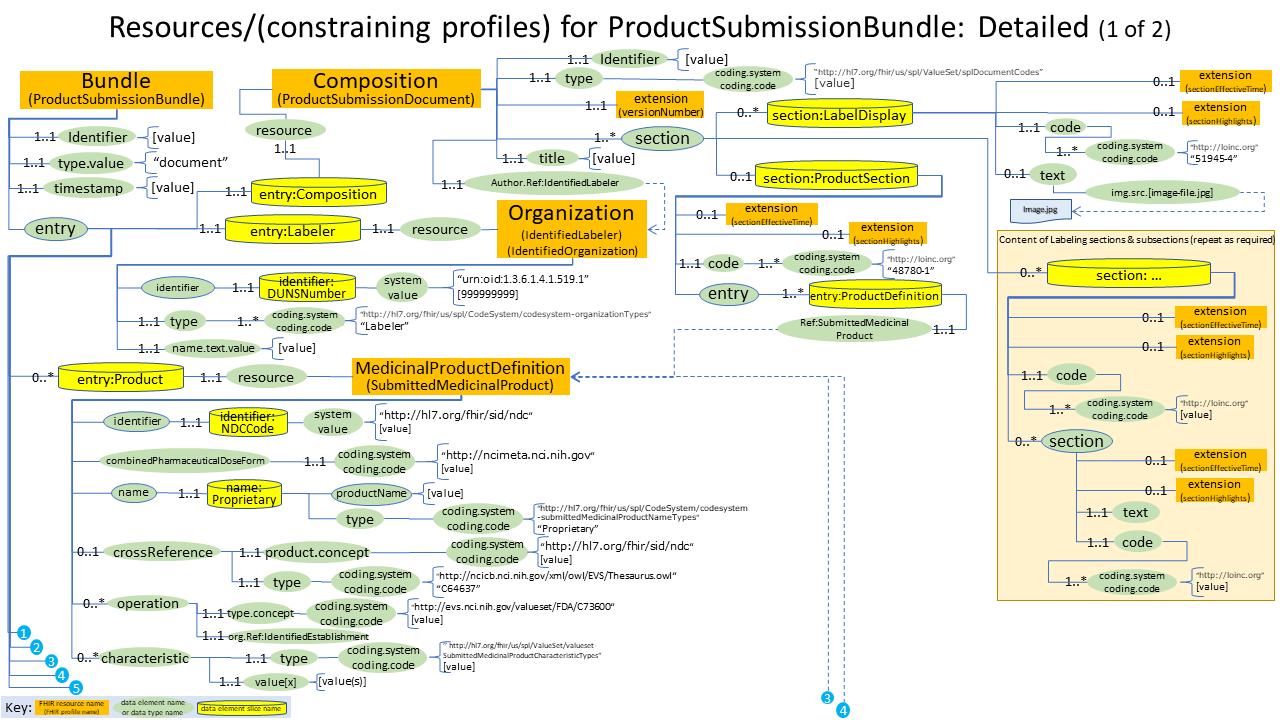 Resources/(constraining profiles) for ProductSubmissionBundle: Detailed (1 of 2)
Bundle
(ProductSubmissionBundle)
1..1 Identifier [value]
1..1 type.value "document"
1..1 timestamp [value]
entry
Composition
(ProductSubmissionDocument)
resource
1..1
1..1 entry:Composition
1..1 entry:Labeler 1..1 resource
1..1 Identifier [value]
1..1 type coding.system
coding.code
"http://hl7.org/fhir/us/spl/ValueSet/splDocumentCodes"
[value]
1..1 extension
(versionNumber)
1..* section
1..1 title [value]
1..1 Author.Ref:IdentifiedLabeler
0..* section:LabelDisplay
0..1 extension
(sectionEffectiveTime)
0..1 extension
(sectionHighlights)
1..1 code
1..* coding.system
coding.code
"http://loinc.org"
"51945-4"
0..1 text
img.src.[image-file.jpg]
Image.jpg
0..1 section:ProductSection
0..1 extension
(sectionEffectiveTime)
0..1 extension
(sectionHighlights)
1..1 code 1..* coding.system
coding.code
"http://loinc.org"
"48780-1"
entry 1..* entry:ProductDefinition
Ref:SubmittedMedicinal
Product
1..1
Organization
(IdentifiedLabeler)
(IdentifiedOrganization)
identifier 1..1 identifier:
DUNSNumber
system
value
"urn:oid:1.3.6.1.4.1.519.1"
[999999999]
1..1 type 1..* coding.system
coding.code
"http://hl7.org/fhir/us/spl/CodeSystem/codesystem-organizationTypes"
"Labeler"
1..1 name.text.value [value]
0..* entry:Product 1..1 resource
MedicinalProductDefinition
(SubmittedMedicinalProduct)
identifier 1..1 identifier:
NDCCode
system
value
"http://hl7.org/fhir/sid/ndc"
[value]
combinedPharmaceuticalDoseForm 1..1 coding.system
coding.code
"http://ncimeta.nci.nih.gov"
[value]
name 1..1 name:
Proprietary
productName [value]
type coding.system
coding.code
"http://hl7.org/fhir/us/spl/CodeSystem/codesystem
-submittedMedicinalProductNameTypes"
"Proprietary"
0..1 crossReference 1..1 product.concept coding.system
coding.code
"http://hl7.org/fhir/sid/ndc"
[value]
1..1 type coding.system
coding.code
"http://ncicb.nci.nih.gov/xml/owl/EVS/Thesaurus.owl"
"C64637"
0..* operation
1..1 type.concept coding.system
coding.code
"http://evs.nci.nih.gov/valueset/FDA/C73600"
[value]
1..1 org.Ref:IdentifiedEstablishment
0..* characteristic 1..1 type coding.system
coding.code
"http://hl7.org/fhir/us/spl/ValueSet/valueset-
SubmittedMedicinalProductCharacteristicTypes"
[value]
1..1 value[x] [value(s)]
Content of Labeling sections & subsections (repeat as required)
0..* section: ...
0..1 extension
(sectionEffectiveTime)
0..1 extension
(sectionHighlights)
1..1 code
1..* coding.system
coding.code
"http://loinc.org"
[value]
0..* section
0..1 extension
(sectionEffectiveTime)
0..1 extension
(sectionHighlights)
1..1 text
1..1 code
1..* coding.system
coding.code
"http://loinc.org"
[value]
1
2
3
4
5
3
4
Key: FHIR resource name
(FHIR profile name)
data element name
or data type name
data element slice name